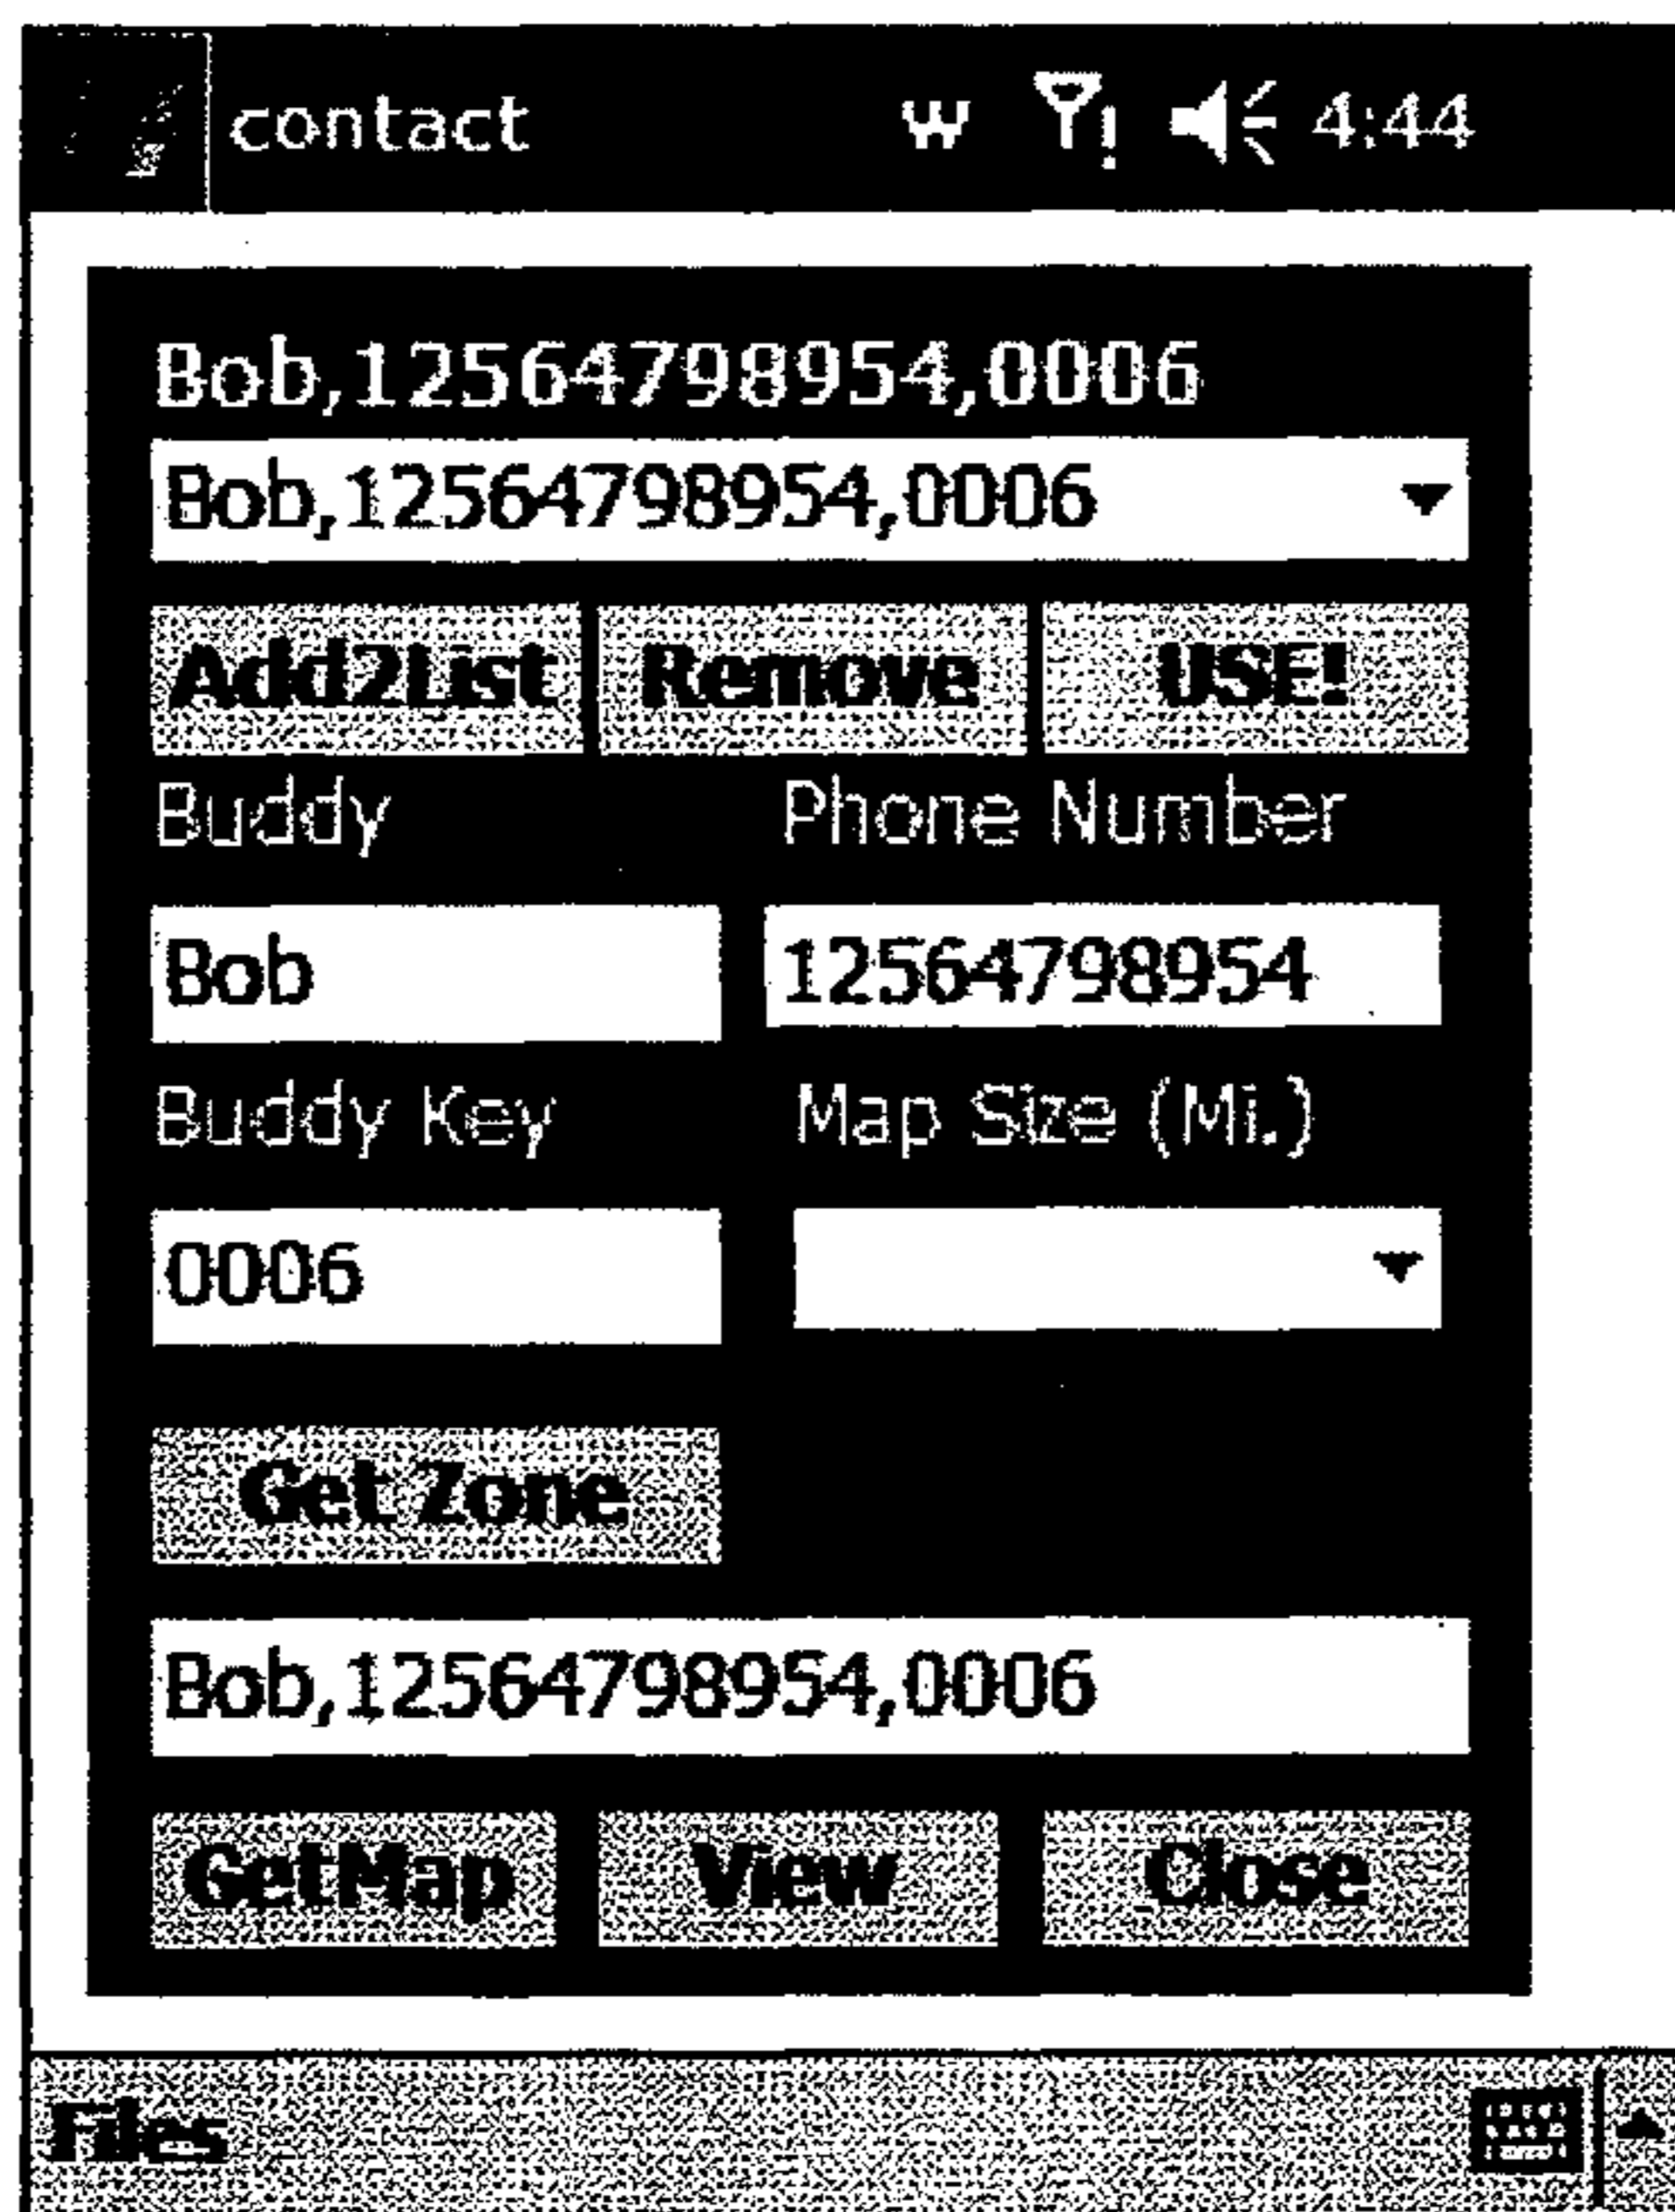 contact 4:44
Bob,12564798954,0006
Bob,12564798954,0006
Add2List Remove USE!
Buddy Phone Number
Bob 12564798954
Buddy Key Map Size (Mi.)
0006
Get Zone
Bob,12564798954,0006
GetMap View Close
Files